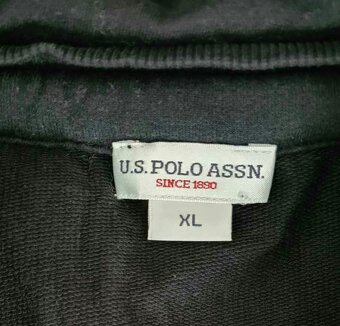 U.S. POLO ASSN.
SINCE 1890
XL